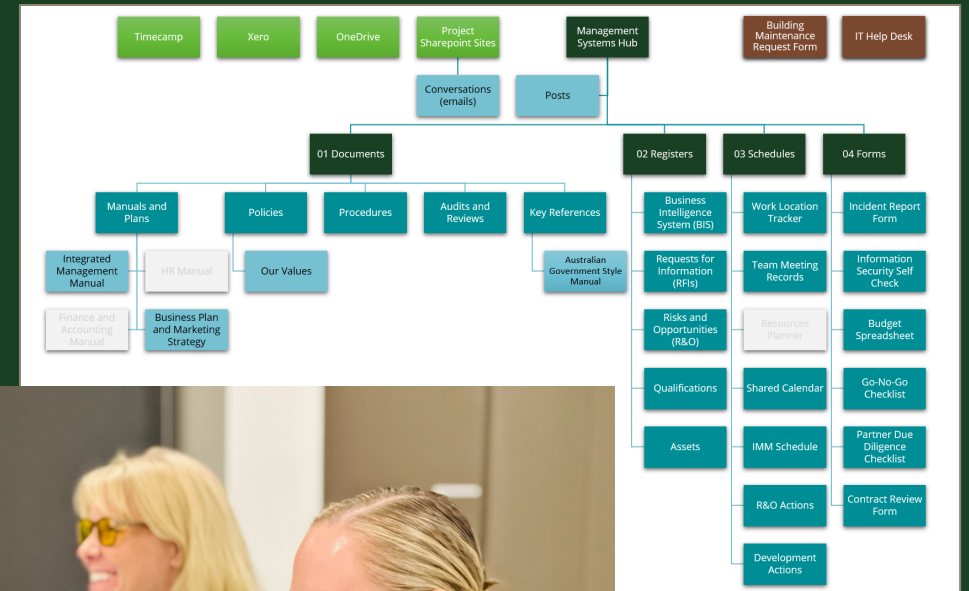 Timecamp
Xero
OneDrive
Project
Sharepoint Sites
Management
Systems Hub
Building
Maintenance
Request Form
IT Help Desk
Conversations
(emails)
Posts
01 Documents
02 Registers
03 Schedules
04 Forms
Manuals and
Plans
Policies
Procedures
Audits and
Reviews
Key References
Integrated
Management
Manual
HR Manual
Our Values
Australian
Government Style
Manual
Finance and
Accounting
Manual
Business Plan
and Marketing
Strategy
Business
Intelligence
System (BIS)
Requests for
Information
(RFIs)
Risks and
Opportunities
(R&O)
Qualifications
Assets
Work Location
Tracker
Team Meeting
Records
Resources
Planner
Shared Calendar
IMM Schedule
R&O Actions
Development
Actions
Incident Report
Form
Information
Security Self
Check
Budget
Spreadsheet
Go-No-Go
Checklist
Partner Due
Diligence
Checklist
Contract Review
Form